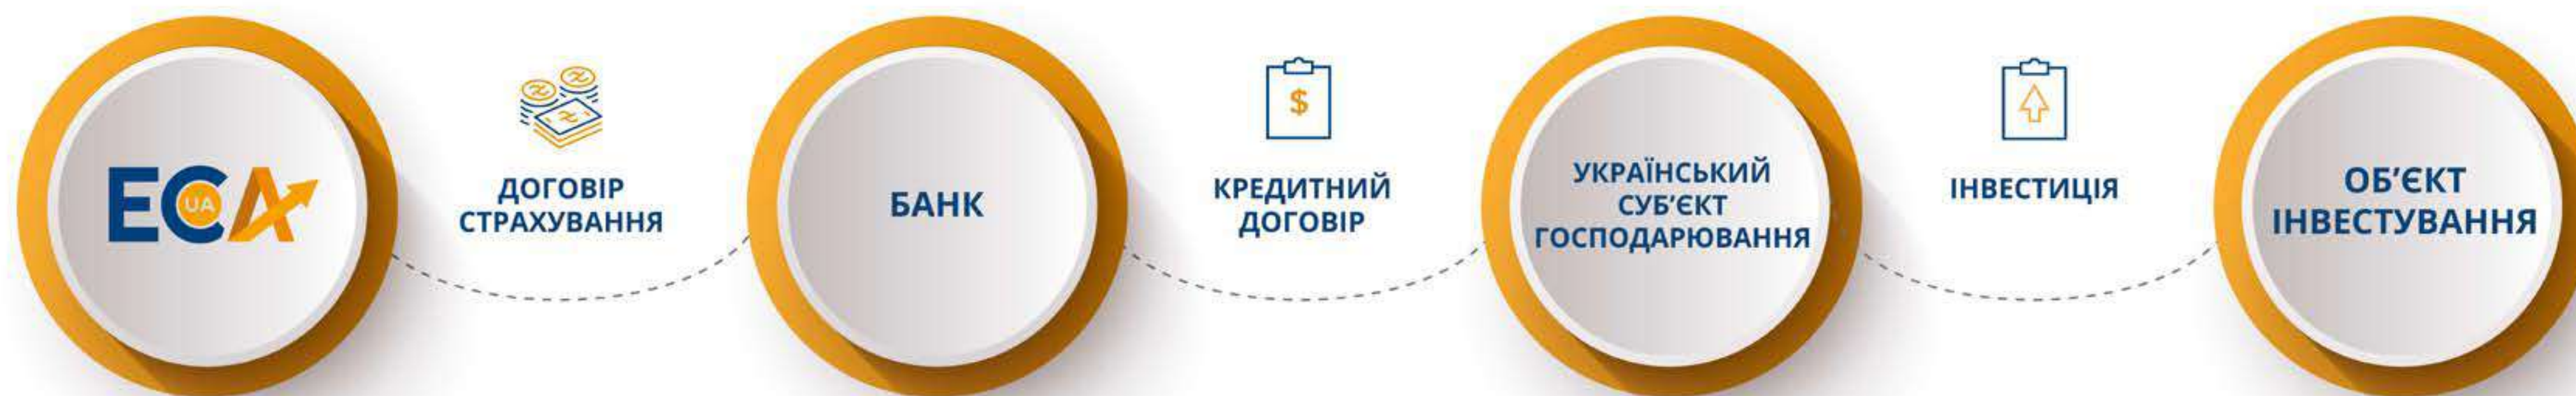 ECA
UA
ДОГОВІР
СТРАХУВАННЯ
БАНК
$
КРЕДИТНИЙ
ДОГОВІР
УКРАЇНСЬКИЙ
СУБ’ЄКТ
ГОСПОДАРЮВАННЯ
ІНВЕСТИЦІЯ
ОБ’ЄКТ
ІНВЕСТУВАННЯ